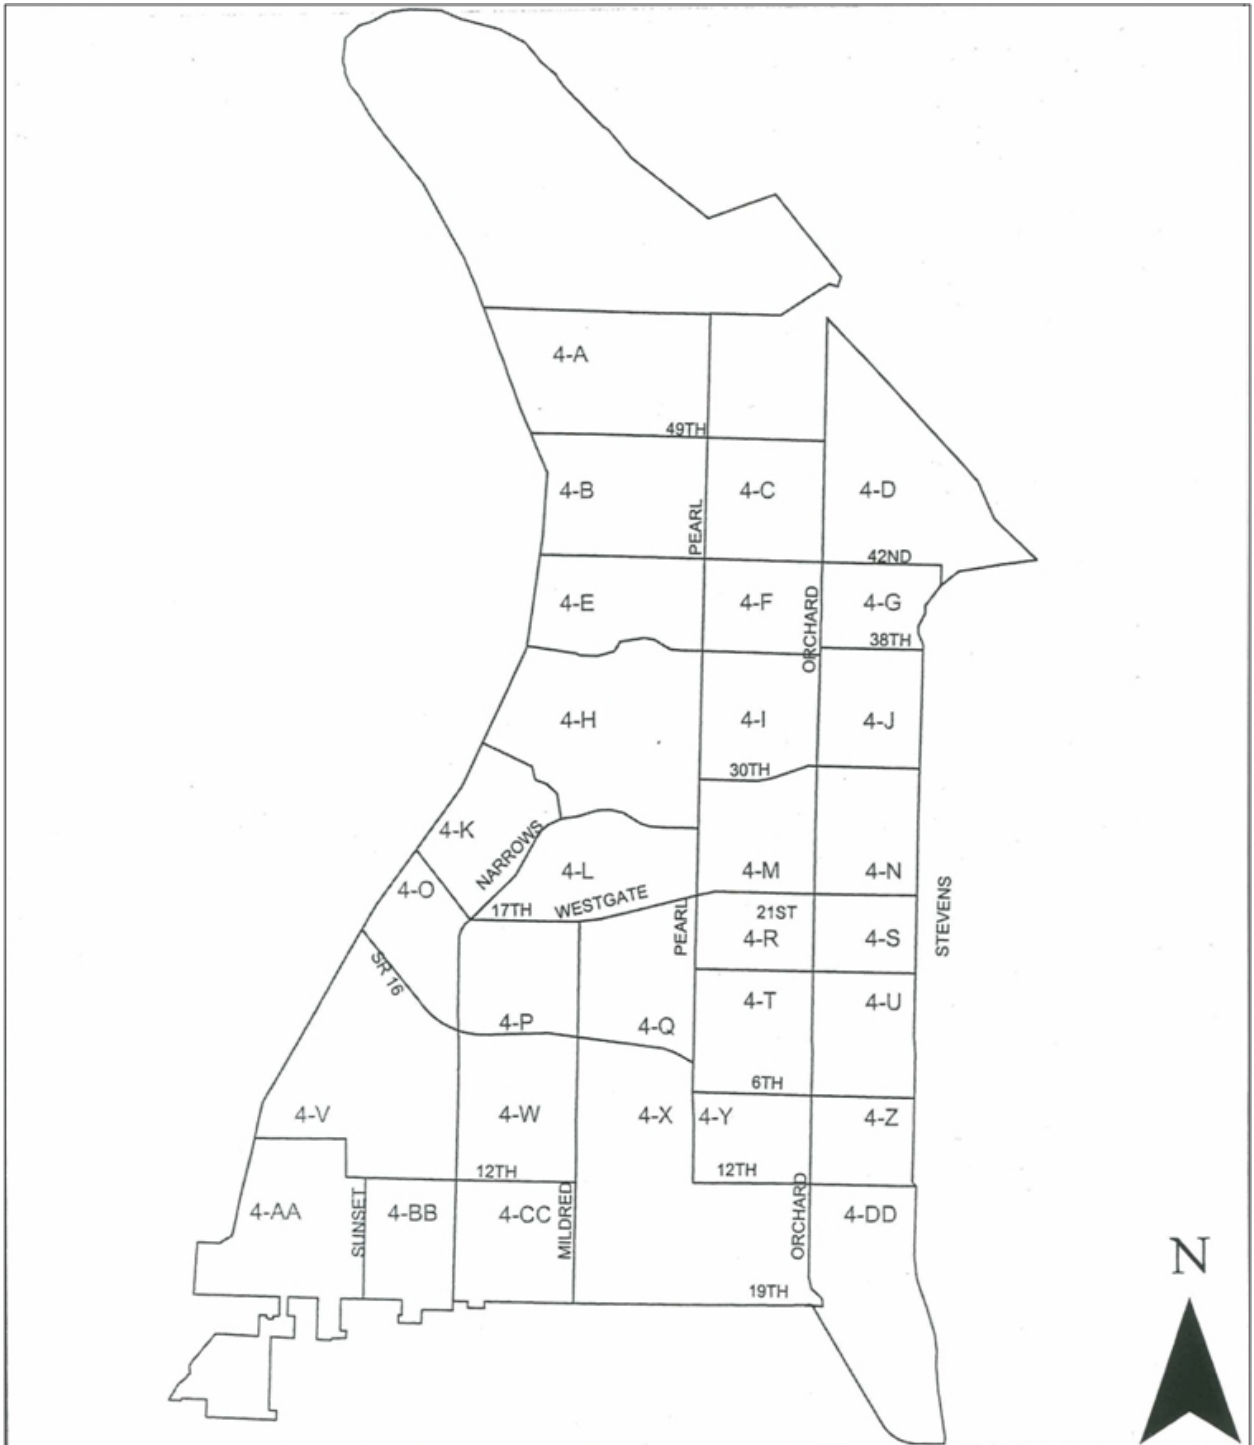 4-A
49TH
4-B
4-C
4-D
PEARL
42ND
4-E
4-F
ORCHARD
4-G
38TH
4-H
4-I
4-J
30TH
4-K
NARROWS
4-L
4-M
4-N
4-O
17TH
WESTGATE
21ST
STEVENS
PEARL
4-R
4-S
SR 16
4-P
4-Q
4-T
4-U
6TH
4-V
4-W
4-X
4-Y
4-Z
12TH
12TH
4-AA
SUNSET
4-BB
4-CC
MILDRED
ORCHARD
4-DD
19TH
N